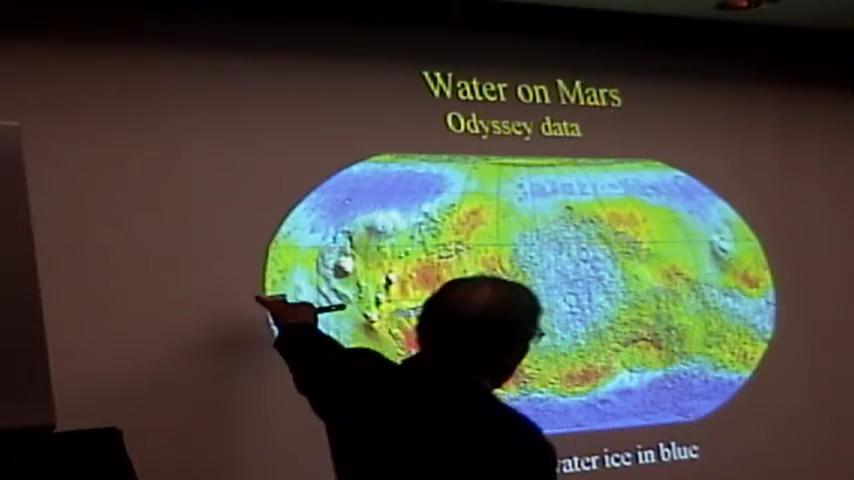 Water on Mars
Odyssey data
water ice in blue